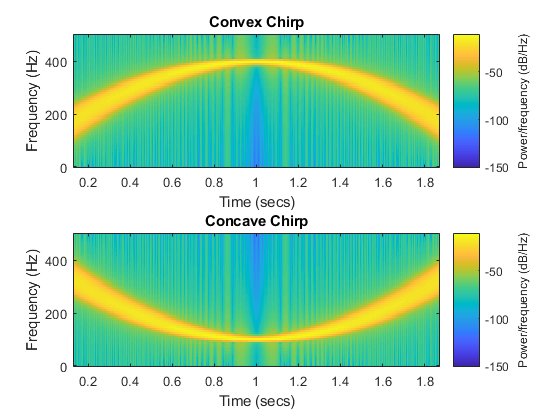 Convex Chirp
Frequency (Hz)
400
200
0
0.2 0.4 0.6 0.8 1 1.2 1.4 1.6 1.8
Time (secs)
-50
-100
-150
Power/frequency (dB/Hz)
Concave Chirp
Frequency (Hz)
400
200
0
0.2 0.4 0.6 0.8 1 1.2 1.4 1.6 1.8
Time (secs)
-50
-100
-150
Power/frequency (dB/Hz)